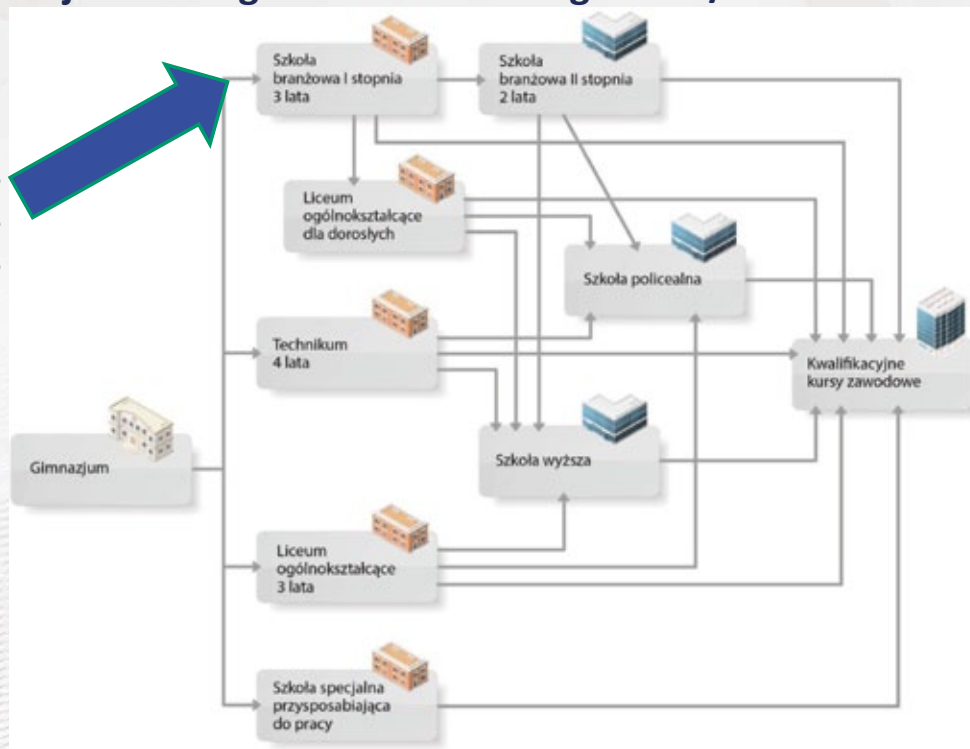 Szkoła
branżowa I stopnia
3 lata
Szkoła
branżowa II stopnia
2 lata
Liceum
ogólnokształcące
dla dorosłych
Szkoła policealna
Technikum
4 lata
Kwalifikacyjne
kursy zawodowe
Gimnazjum
Szkoła wyższa
Liceum
ogólnokształcące
3 lata
Szkoła specjalna
przysposabiająca
do pracy